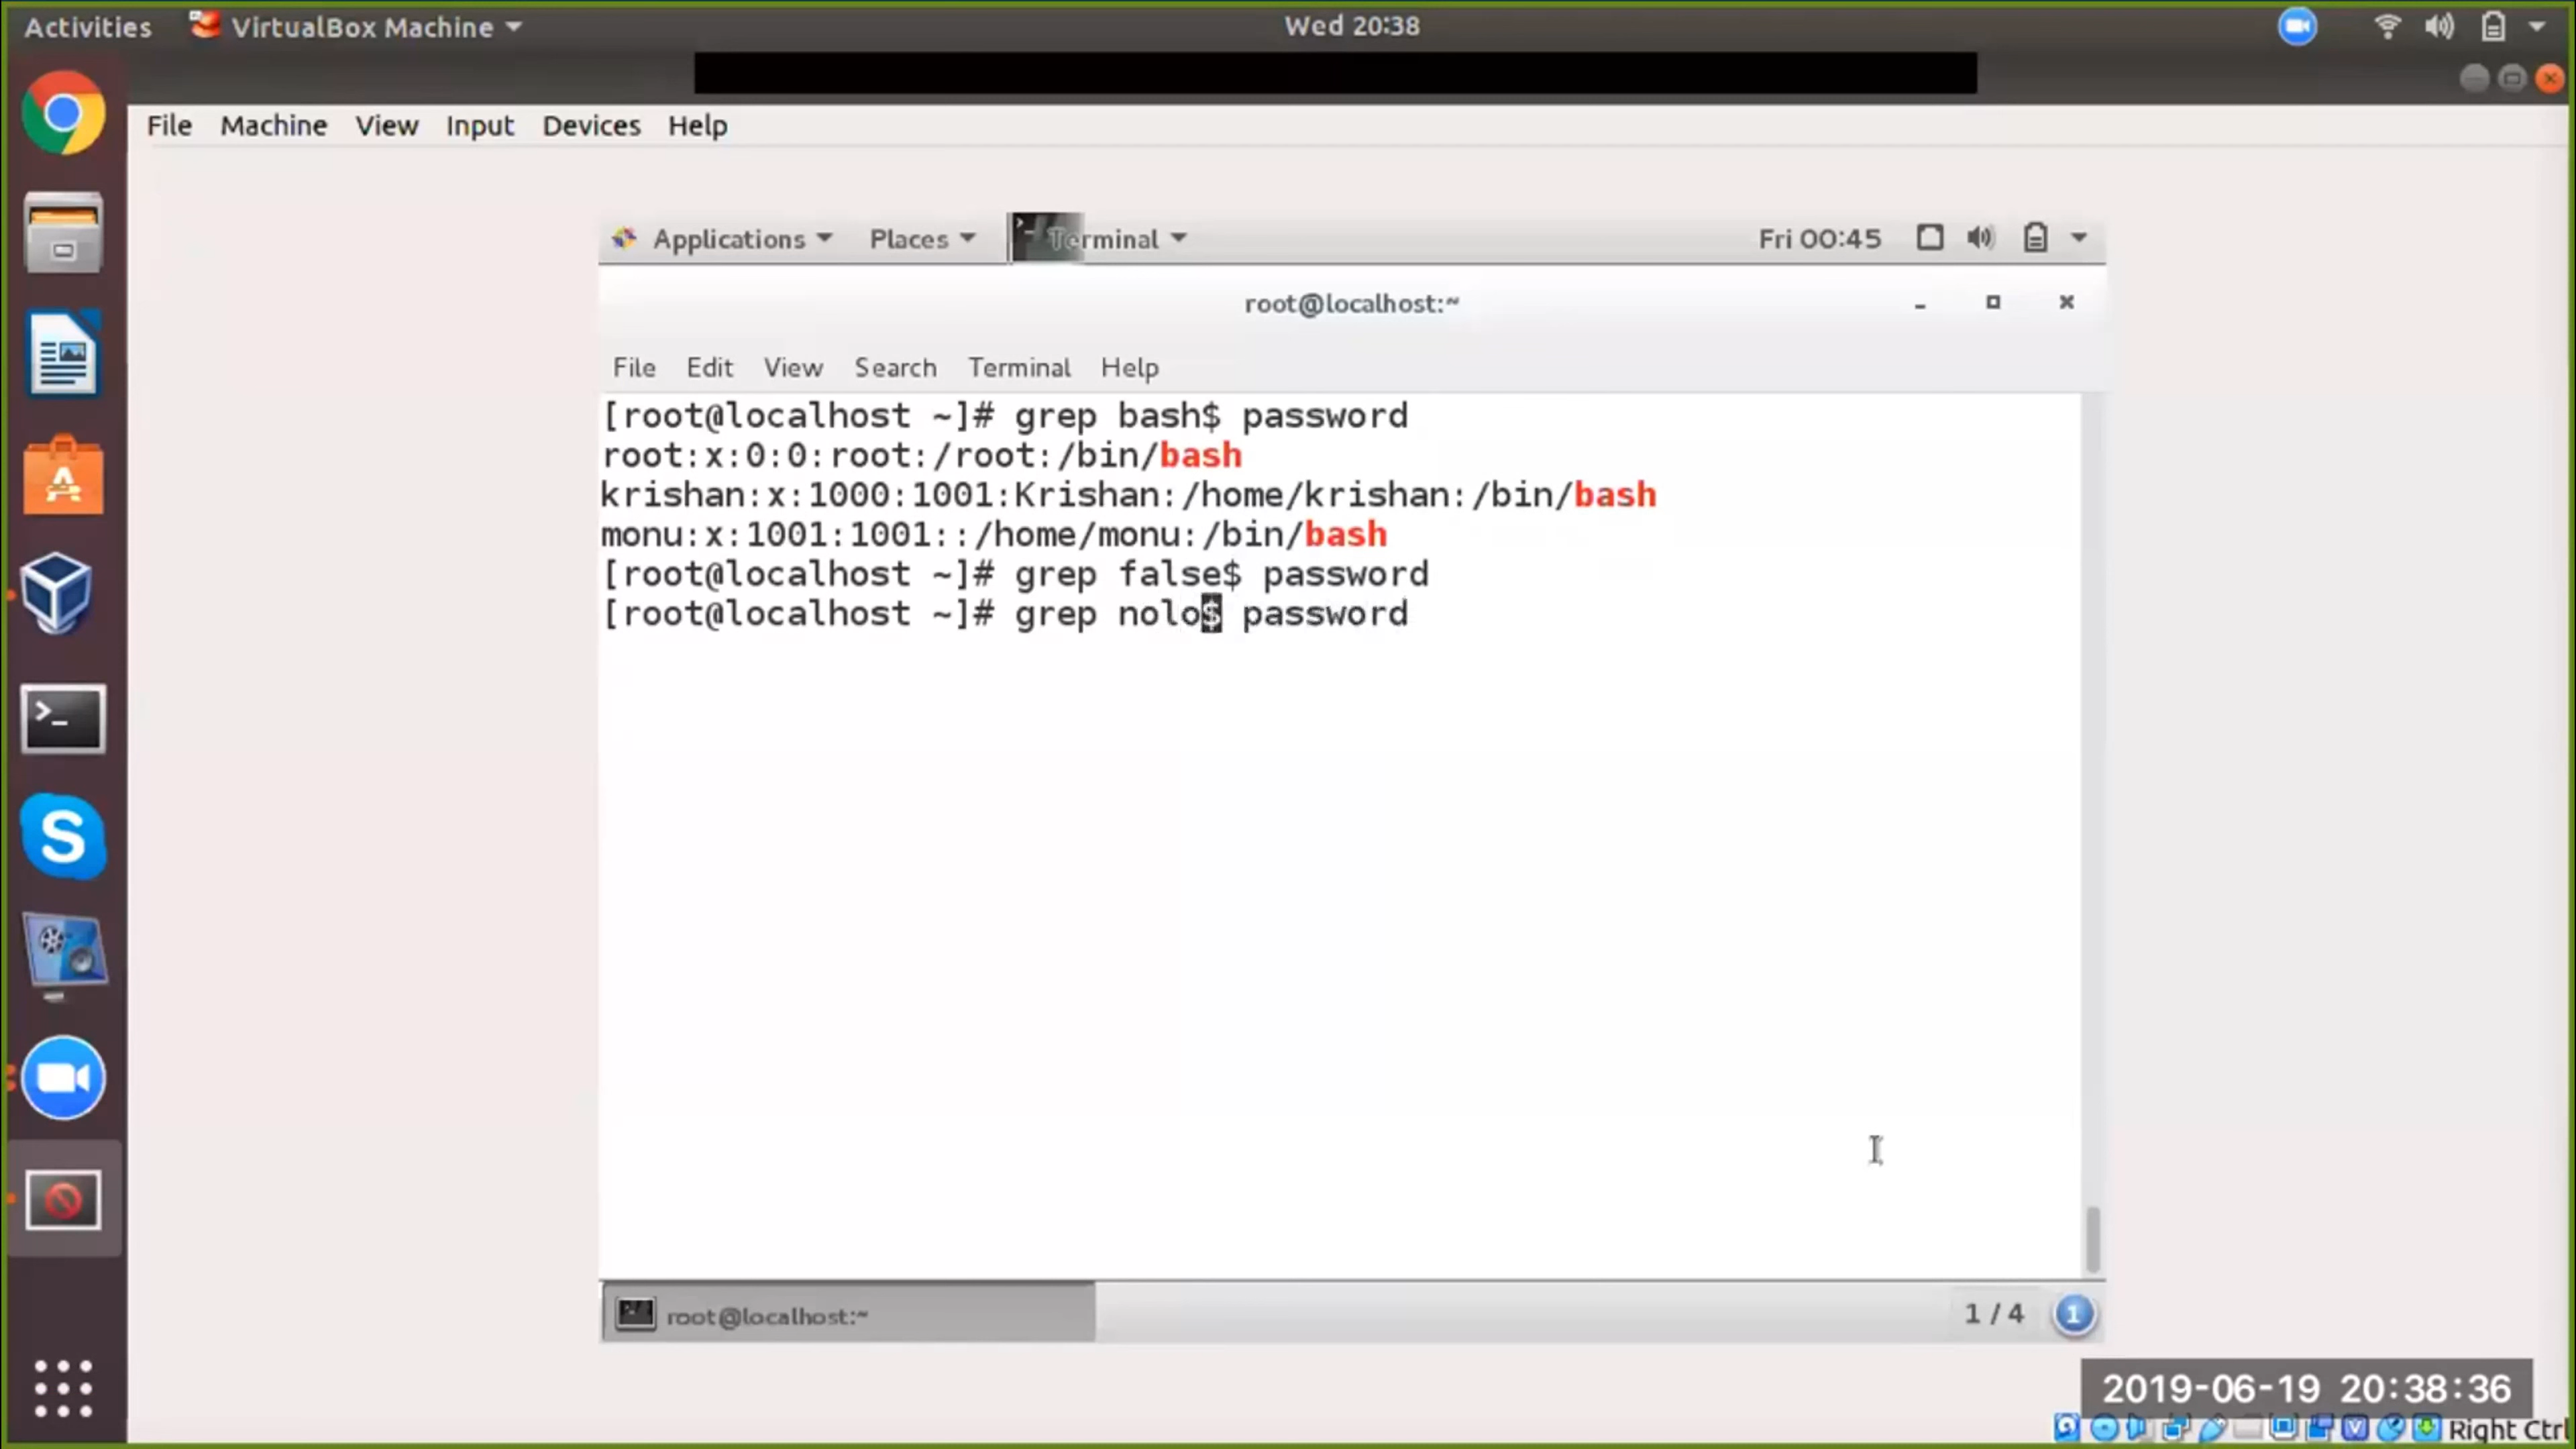 Activities VirtualBox Machine Wed 20:38
File Machine View Input Devices Help
Applications Places Terminal Fri 00:45
root@localhost:~
File Edit View Search Terminal Help
[root@localhost ~]# grep bash$ password
root:x:0:0:root:/root:/bin/bash
krishan:x:1000:1001:Krishan:/home/krishan:/bin/bash
monu:x:1001:1001::/home/monu:/bin/bash
[root@localhost ~]# grep false$ password
[root@localhost ~]# grep nolo$ password
root@localhost:~ 1 / 4 1
2019-06-19 20:38:36
Right Ctrl